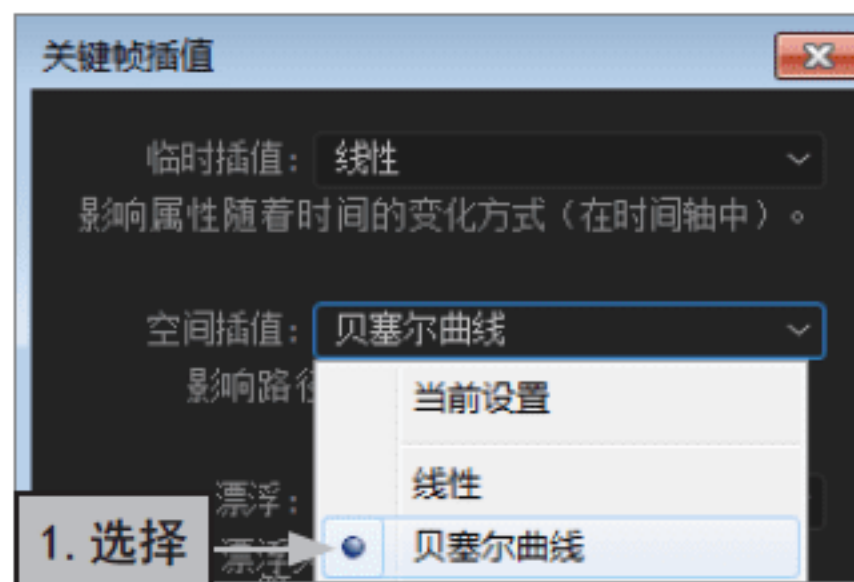 关键帧插值
临时插值： 线性
影响属性随着时间的变化方式（在时间轴中）。
空间插值： 贝塞尔曲线
影响路径
当前设置
漂浮：
线性
1. 选择
漂浮
贝塞尔曲线